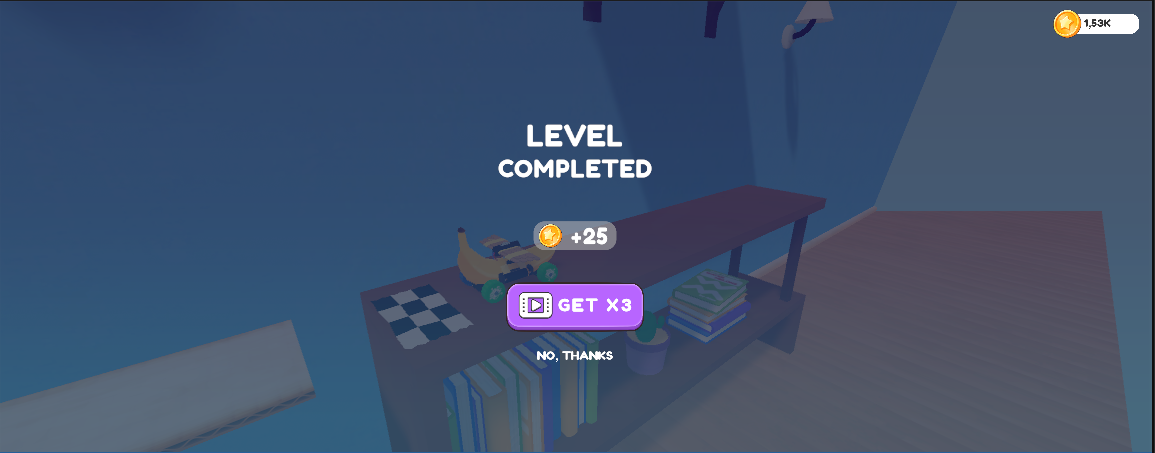 1,53K
LEVEL
COMPLETED
+25
GET X3
NO, THANKS